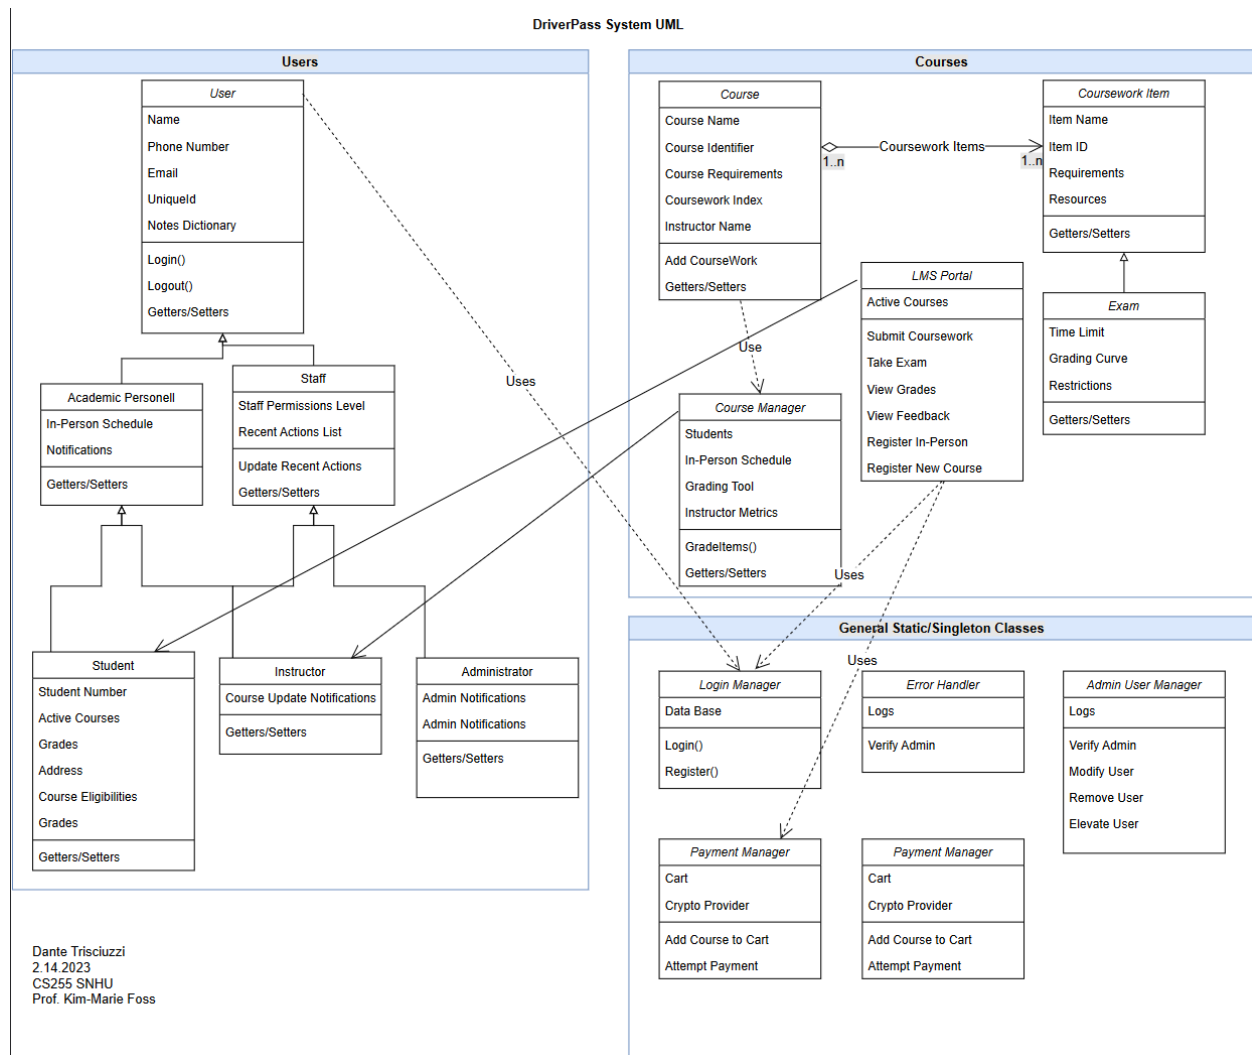 DriverPass System UML
Users
User
Name
Phone Number
Email
UniqueId
Notes Dictionary
Login()
Logout()
Getters/Setters
Academic Personell
In-Person Schedule
Notifications
Getters/Setters
Staff
Staff Permissions Level
Recent Actions List
Update Recent Actions
Getters/Setters
Student
Student Number
Active Courses
Grades
Address
Course Eligibilities
Grades
Getters/Setters
Instructor
Course Update Notifications
Getters/Setters
Administrator
Admin Notifications
Admin Notifications
Getters/Setters
Uses
Courses
Course
Course Name
Course Identifier
Course Requirements
Coursework Index
Instructor Name
Add CourseWork
Getters/Setters
1..n
Coursework Items
1..n
Coursework Item
Item Name
Item ID
Requirements
Resources
Getters/Setters
LMS Portal
Active Courses
Submit Coursework
Take Exam
View Grades
View Feedback
Register In-Person
Register New Course
Exam
Time Limit
Grading Curve
Restrictions
Getters/Setters
Use
Course Manager
Students
In-Person Schedule
Grading Tool
Instructor Metrics
GradeItems()
Getters/Setters
Uses
General Static/Singleton Classes
Uses
Login Manager
Data Base
Login()
Register()
Error Handler
Logs
Verify Admin
Admin User Manager
Logs
Verify Admin
Modify User
Remove User
Elevate User
Payment Manager
Cart
Crypto Provider
Add Course to Cart
Attempt Payment
Payment Manager
Cart
Crypto Provider
Add Course to Cart
Attempt Payment
Dante Trisciuzzi
2.14.2023
CS255 SNHU
Prof. Kim-Marie Foss